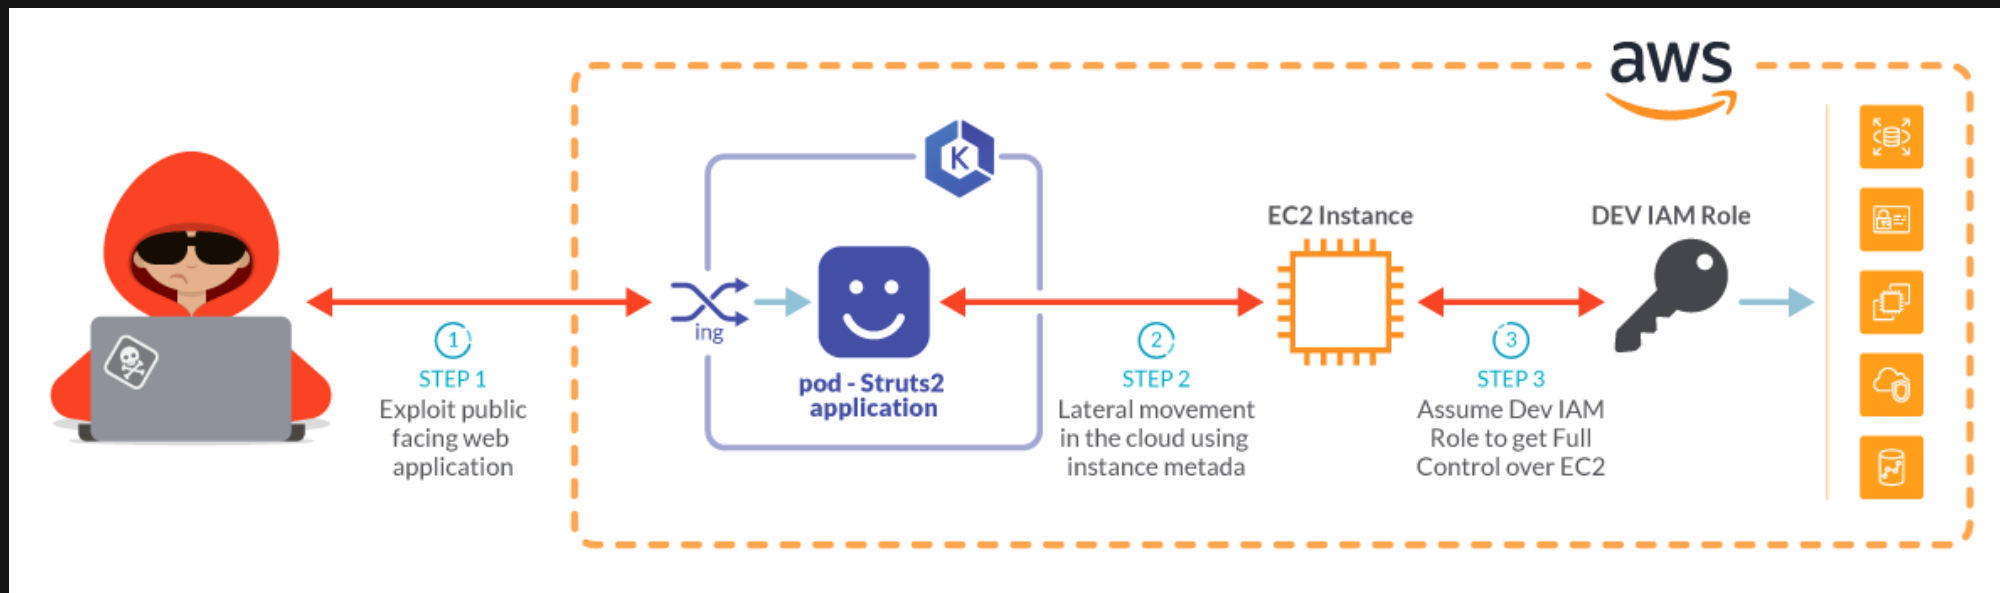 aws
K
EC2 Instance
DEV IAM Role
ing
pod - Struts2
application
1
STEP 1
Exploit public
facing web
application
2
STEP 2
Lateral movement
in the cloud using
instance metada
3
STEP 3
Assume Dev IAM
Role to get Full
Control over EC2